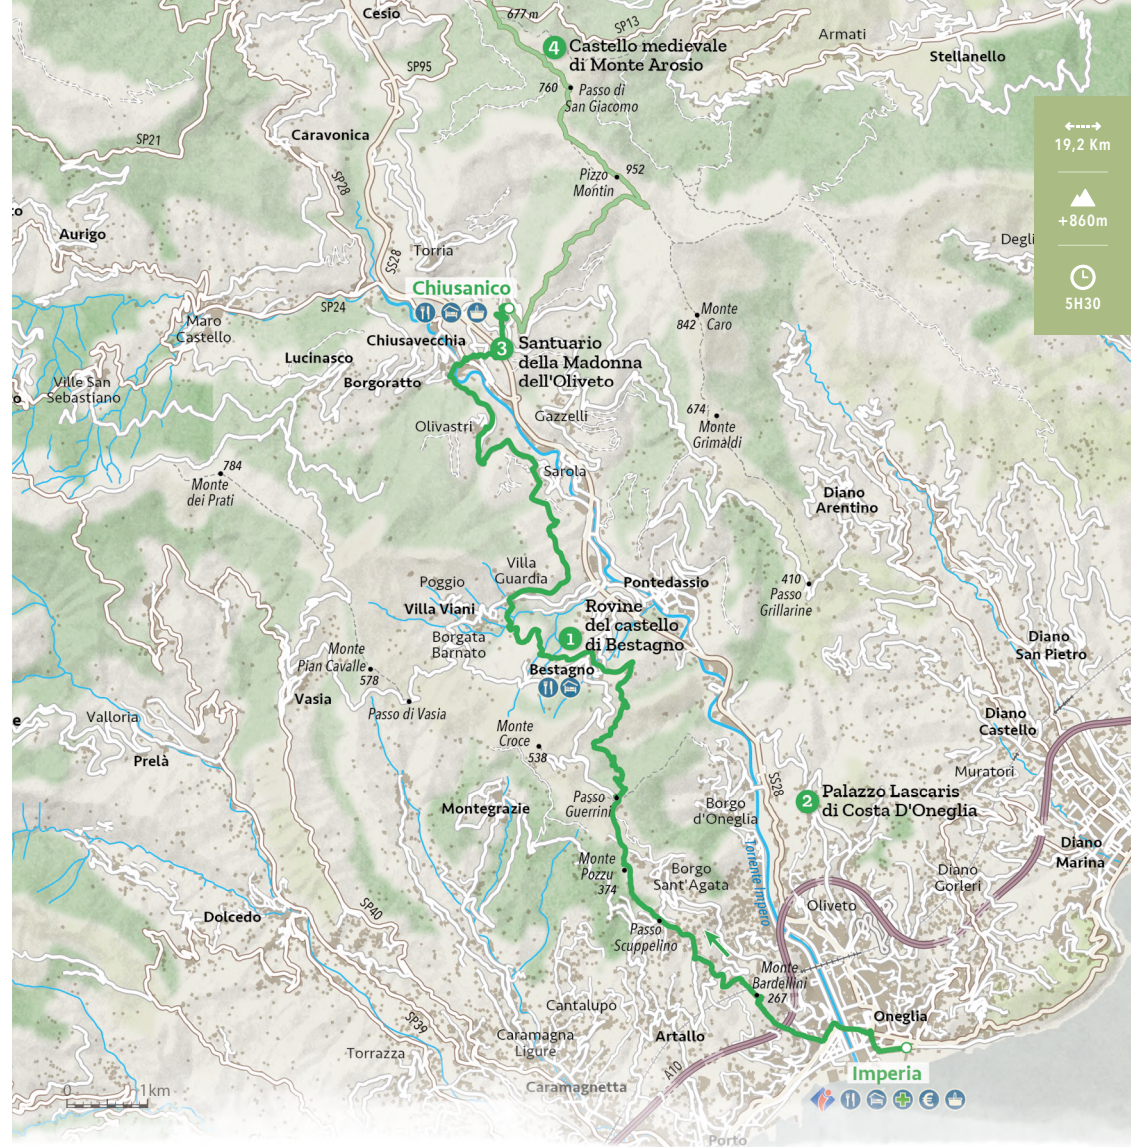 Cesio
677 m
SP13
Armati
4
Castello medievale
di Monte Arosio
Stellanello
SP95
760
Passo di
San Giacomo
19,2 Km
SP21
Caravonica
SP28
952
Pizzo
Montin
+860m
to
Aurigo
SS28
Torria
Degli
Chiusanico
5H30
SP24
Monte
Caro
842
Maro
Castello
Chiusavecchia
3
Santuario
della Madonna
dell'Oliveto
Lucinasco
Ville San
Sebastiano
Borgoratto
o
674
Monte
Grimaldi
Gazzelli
Olivastri
784
Monte
dei Prati
Sarola
Diano
Arentino
Villa
Guardia
Poggio
Pontedassio
410
Passo
Grillarine
Villa Viani
1
Rovine
del castello
di Bestagno
Borgata
Barnato
Diano
San Pietro
Monte
Pian Cavalle
578
Bestagno
Vasia
Passo di Vasia
e
Valloria
Monte
Croce
538
Diano
Castello
Prelà
Muratori
SS28
2
Palazzo Lascaris
di Costa D'Oneglia
Passo
Guerrini
Borgo
d'Oneglia
Montegrazie
Torriente Impero
Diano
Marina
Monte
Pozzu
374
Borgo
Sant'Agata
Diano
Gorleri
SP40
Oliveto
Dolcedo
Passo
Scuppelino
Monte
Bardellini
267
Cantalupo
Oneglia
SP39
Caramagna
Ligure
Artallo
Torrazza
A10
Imperia
€
0 1km
Caramagnetta
Porto